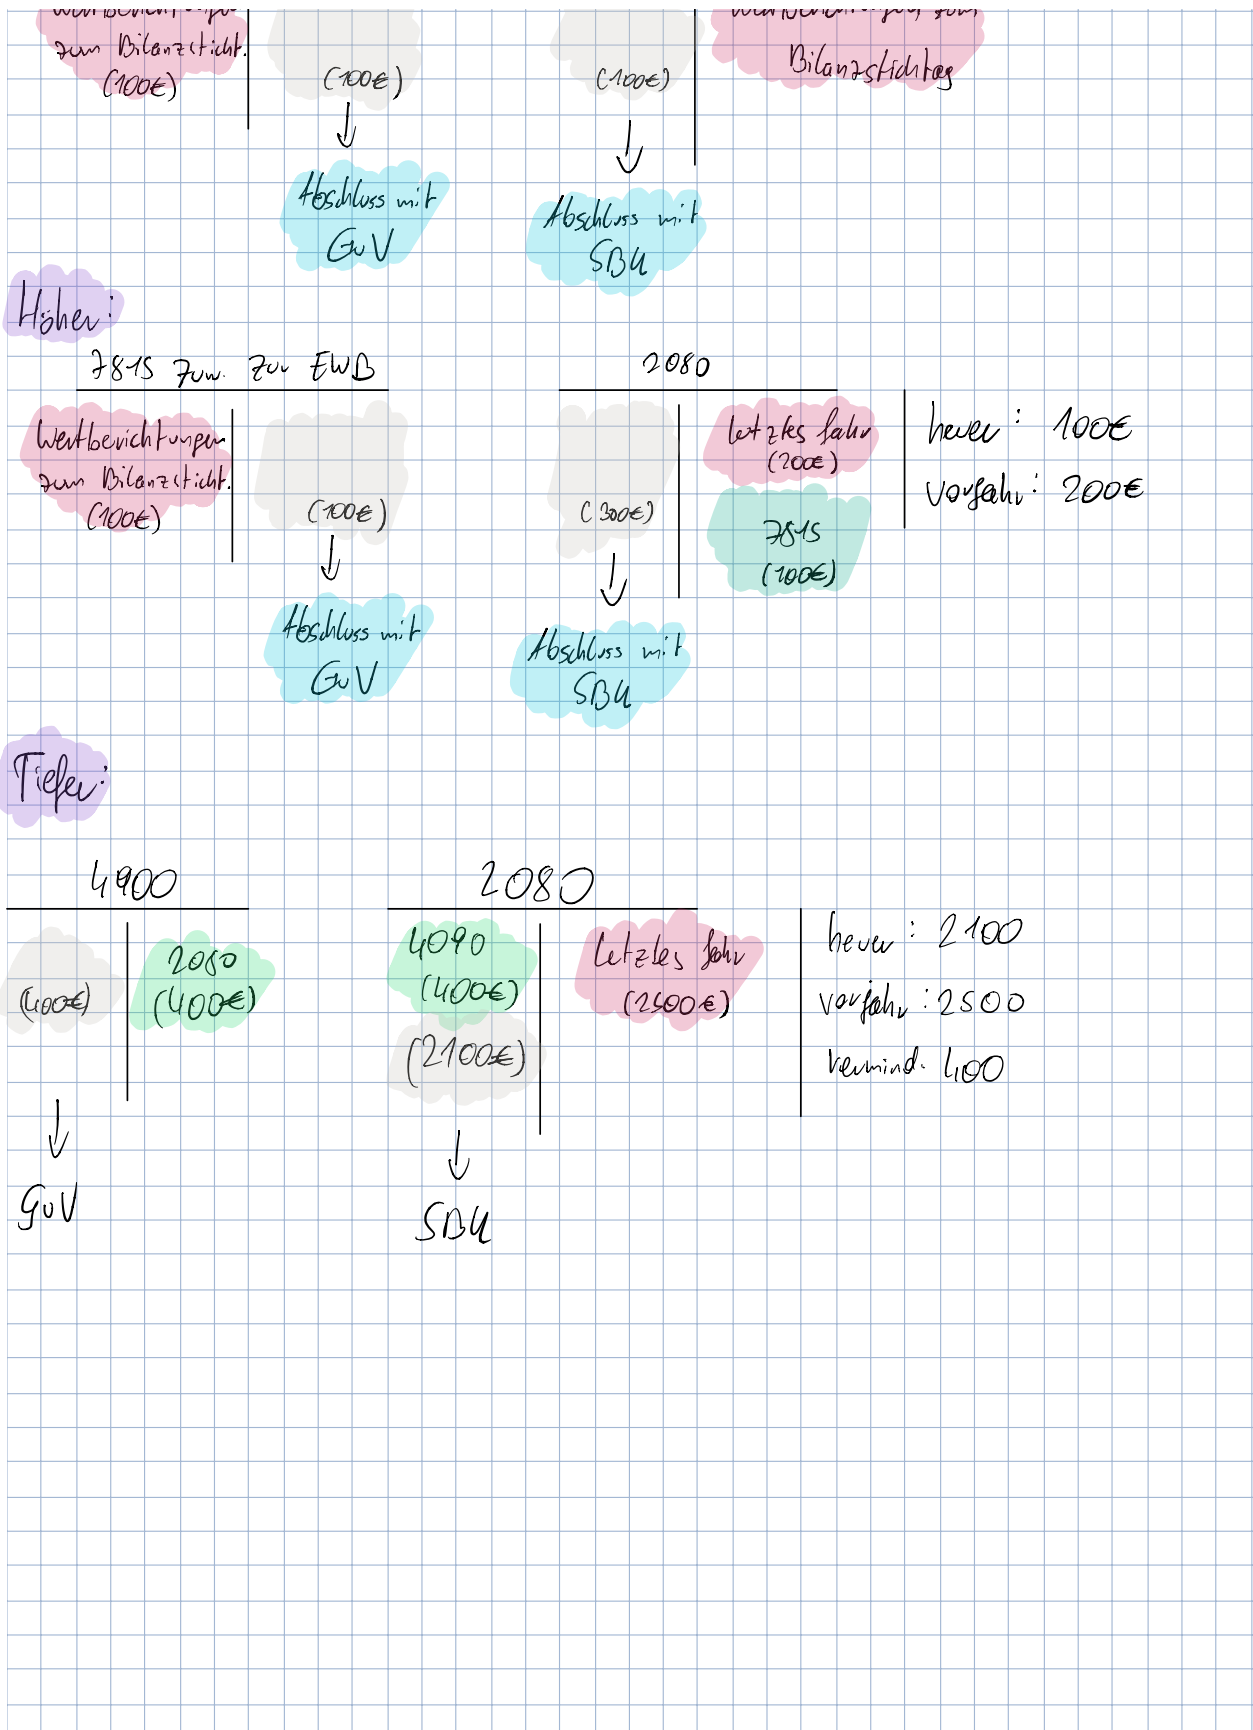 zum Bilanzsticht.
(100€)
(100€)
(100€)
Bilanzstichtag
Abschluss mit
GuV
Abschluss mit
SBK
Höher:
7815 Zuw. zur EWB
2080
Wertberichtungen
zum Bilanzsticht.
(100€)
(100€)
(300€)
letztes Jahr
(200€)
7815
(100€)
heuer: 100€
vorjahr: 200€
Abschluss mit
GuV
Abschluss mit
SBK
Tiefer:
4900
2080
(400€)
2080
(400€)
4090
(400€)
(2100€)
letztes Jahr
(2500€)
heuer: 2100
vorjahr: 2500
vermind. 400
GuV
SBK